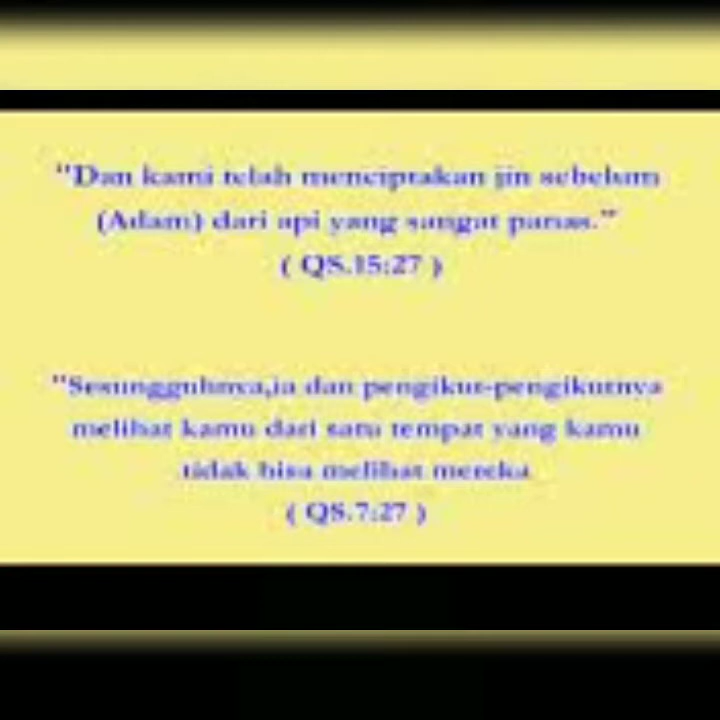 "Dan kami telah menciptakan jin sebelum
(Adam) dari api yang sangat panas."
( QS.15:27 )
"Sesungguhnya,ia dan pengikut-pengikutnya
melihat kamu dari satu tempat yang kamu
tidak bisa melihat mereka
( QS.7:27 )